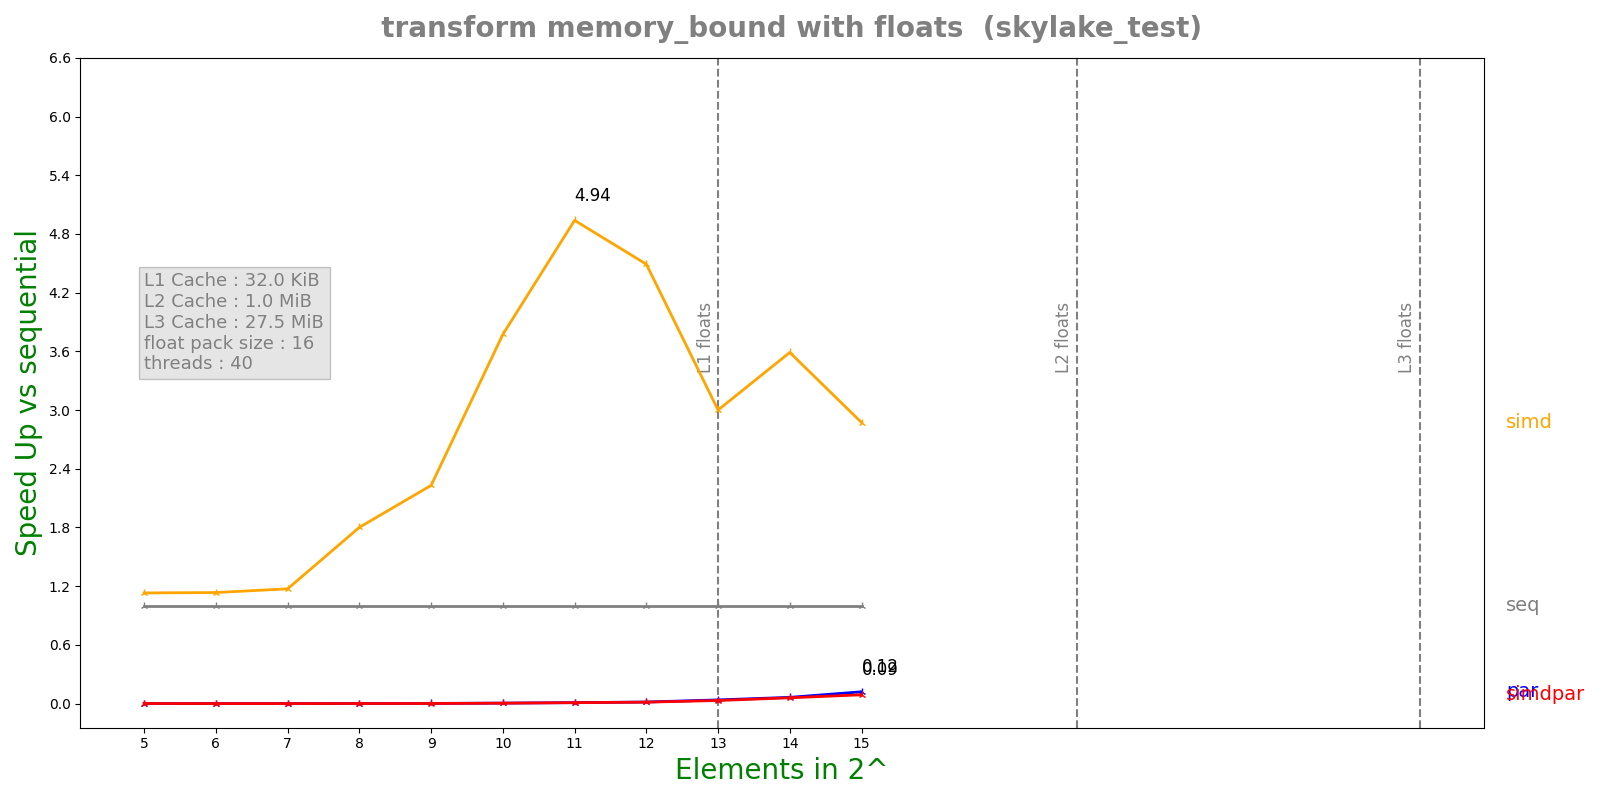 transform memory_bound with floats (skylake_test)
Speed Up vs sequential
6.6
6.0
5.4
4.8
4.2
3.6
3.0
2.4
1.8
1.2
0.6
0.0
4.94
L1 Cache : 32.0 KiB
L2 Cache : 1.0 MiB
L3 Cache : 27.5 MiB
float pack size : 16
threads : 40
L1 floats
L2 floats
L3 floats
simd
seq
0.12
0.09
par
simdpar
5 6 7 8 9 10 11 12 13 14 15
Elements in 2^